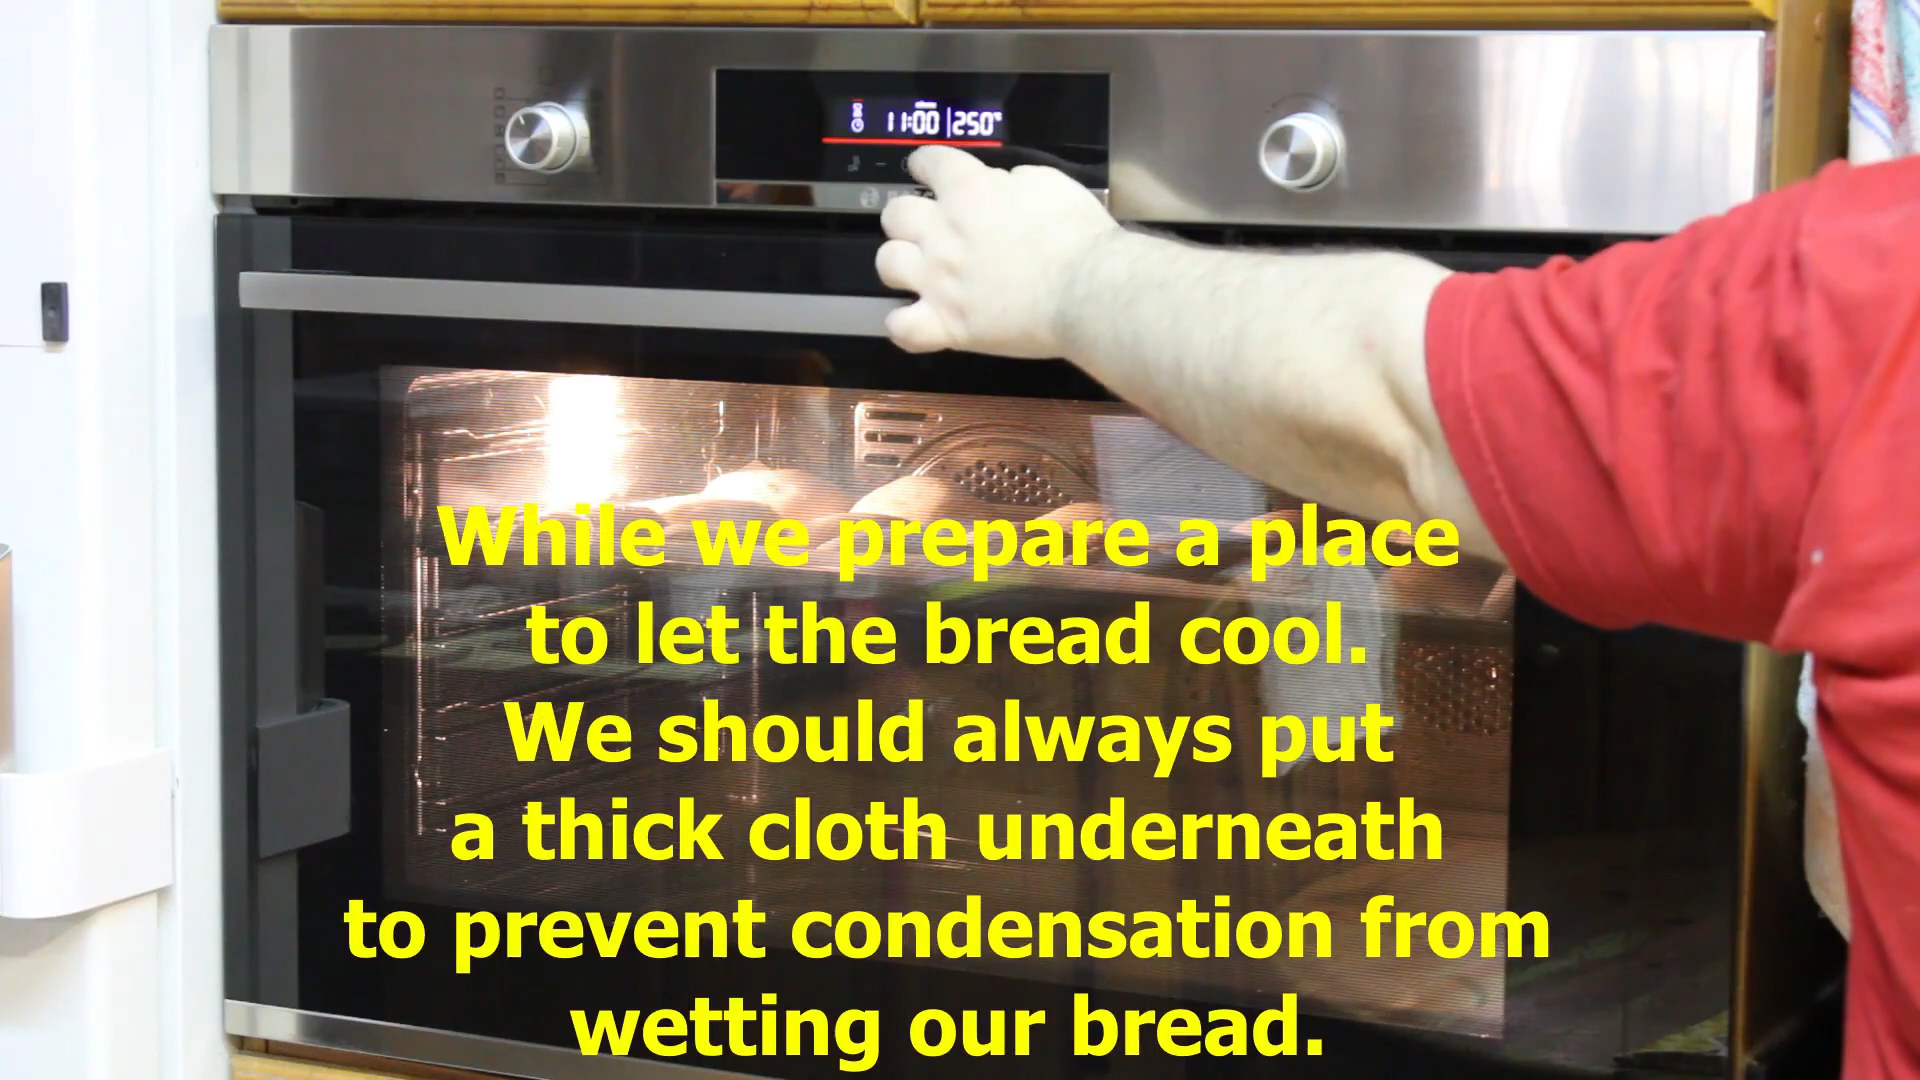 11:00 250°
While we prepare a place
to let the bread cool.
We should always put
a thick cloth underneath
to prevent condensation from
wetting our bread.